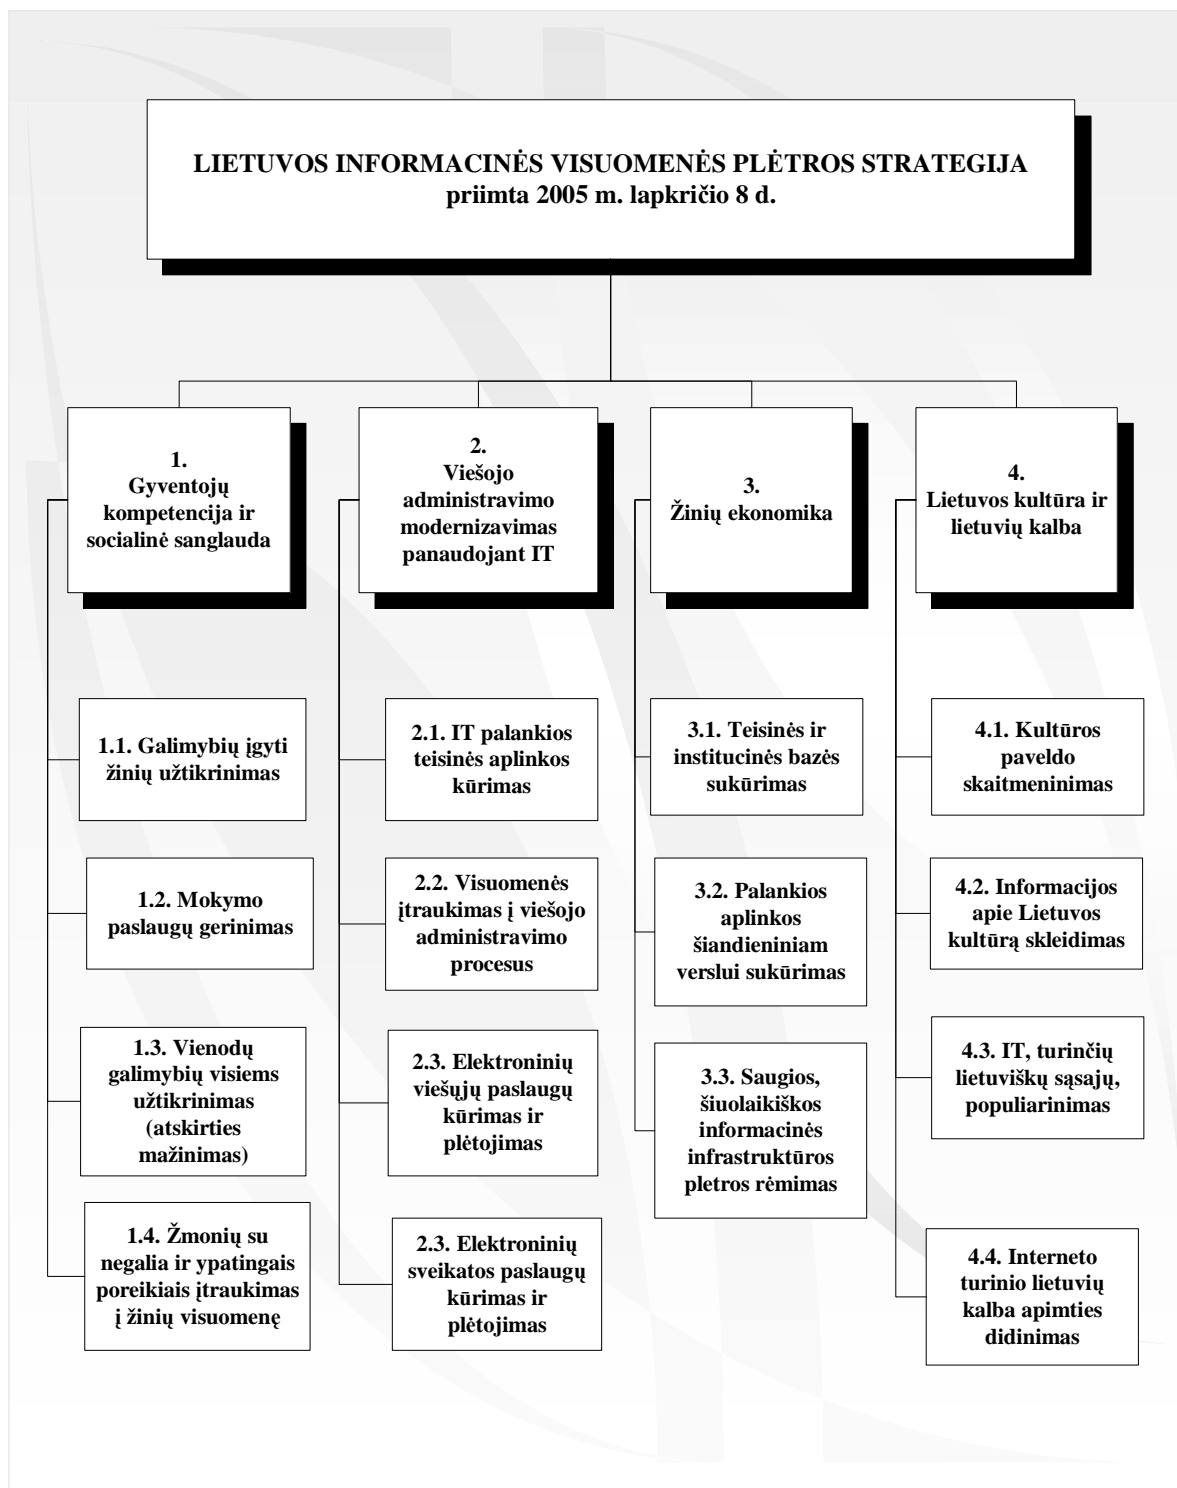 LIETUVOS INFORMACINĖS VISUOMENĖS PLĖTROS STRATEGIJA
priimta 2005 m. lapkričio 8 d.
1.
Gyventojų
kompetencija ir
socialinė sanglauda
2.
Viešojo
administravimo
modernizavimas
panaudojant IT
3.
Žinių ekonomika
4.
Lietuvos kultūra ir
lietuvių kalba
1.1. Galimybių įgyti
žinių užtikrinimas
1.2. Mokymo
paslaugų gerinimas
1.3. Vienodų
galimybių visiems
užtikrinimas
(atskirties
mažinimas)
1.4. Žmonių su
negalia ir ypatingais
poreikiais įtraukimas
į žinių visuomenę
2.1. IT palankios
teisinės aplinkos
kūrimas
2.2. Visuomenės
įtraukimas į viešojo
administravimo
procesus
2.3. Elektroninių
viešųjų paslaugų
kūrimas ir
plėtojimas
2.3. Elektroninių
sveikatos paslaugų
kūrimas ir
plėtojimas
3.1. Teisinės ir
institucinės bazės
sukūrimas
3.2. Palankios
aplinkos
šiandieniniam
verslui sukūrimas
3.3. Saugios,
šiuolaikiškos
informacinės
infrastruktūros
pletros rėmimas
4.1. Kultūros
paveldo
skaitmeninimas
4.2. Informacijos
apie Lietuvos
kultūrą skleidimas
4.3. IT, turinčių
lietuviškų sąsajų,
populiarinimas
4.4. Interneto
turinio lietuvių
kalba apimties
didinimas